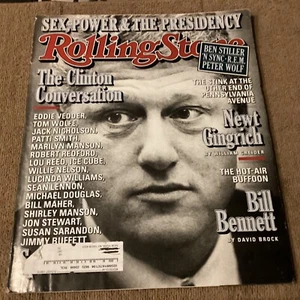 SEX, POWER & THE PRESIDENCY
Rolling Stone
BEN STILLER
'N SYNC·R.E.M.
PETER WOLF
The Clinton
Conversation
EDDIE VEDDER,
TOM WOLFE,
JACK NICHOLSON,
PATTI SMITH,
MARILYN MANSON,
ROBERT REDFORD,
LOU REED, ICE CUBE,
WILLIE NELSON,
LUCINDA WILLIAMS,
SEAN LENNON,
MICHAEL DOUGLAS,
BILL MAHER,
SHIRLEY MANSON,
JON STEWART,
SUSAN SARANDON,
JIMMY BUFFETT
THE STINK AT THE
OTHER END OF
PENNSYLVANIA
AVENUE
Newt
Gingrich
BY WILLIAM GREIDER
THE HOT-AIR
BUFFOON
Bill
Bennett
BY DAVID BROCK